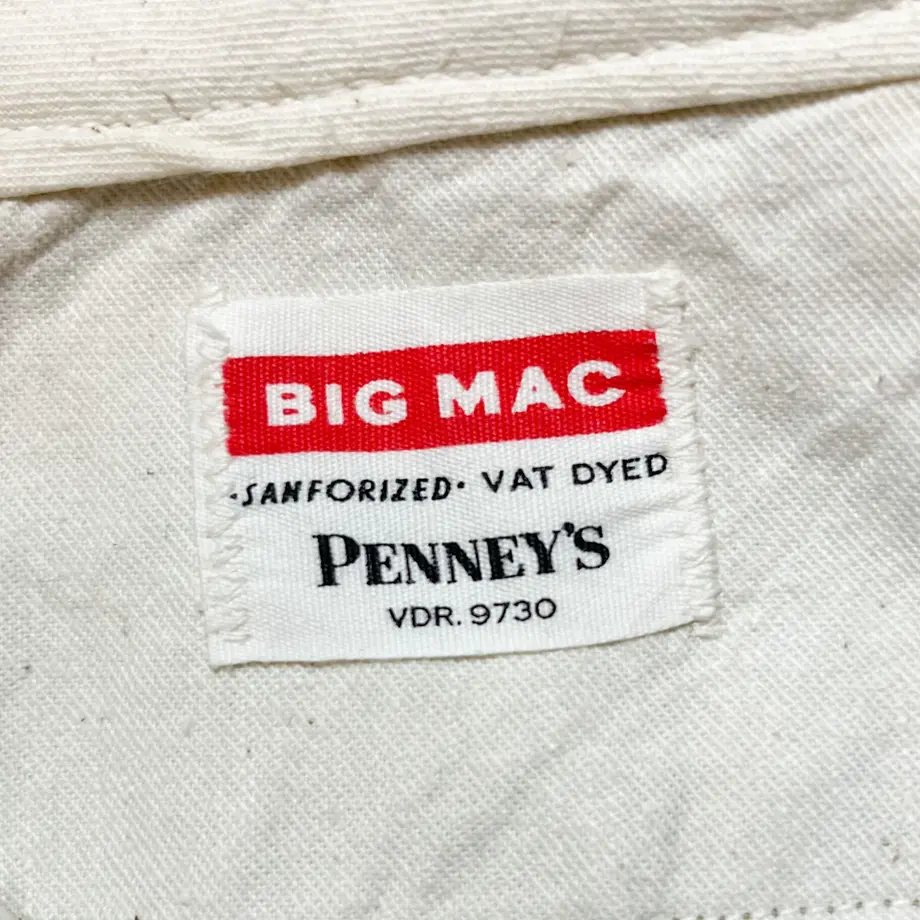 BIG MAC
·SANFORIZED· VAT DYED
PENNEY'S
VDR. 9730